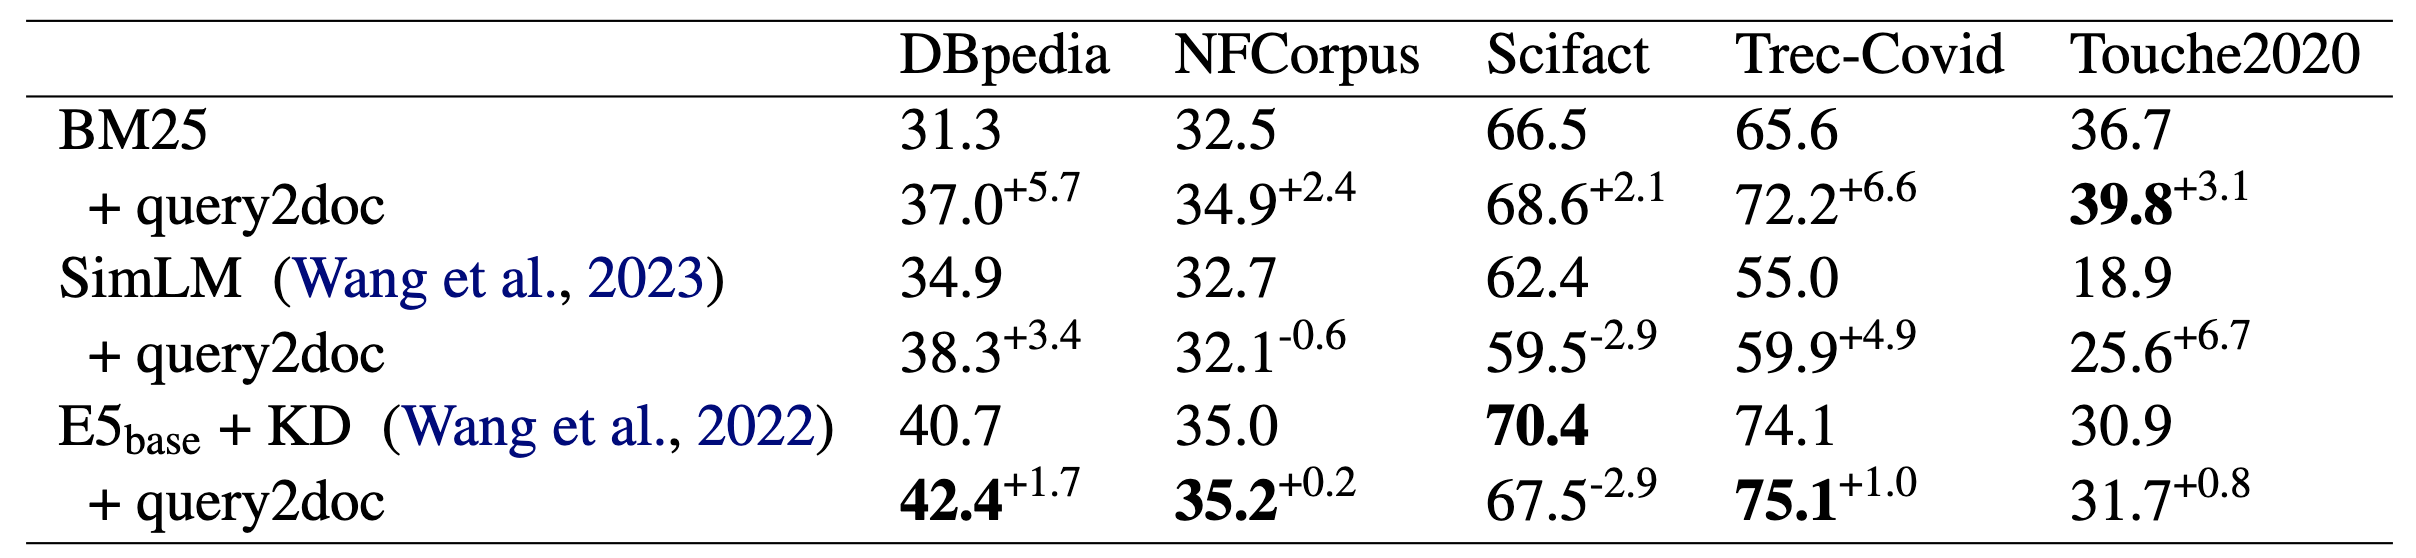 DBpedia NFCorpus Scifact Trec-Covid Touche2020
BM25 31.3 32.5 66.5 65.6 36.7
+ query2doc 37.0+5.7 34.9+2.4 68.6+2.1 72.2+6.6 39.8+3.1
SimLM (Wang et al., 2023) 34.9 32.7 62.4 55.0 18.9
+ query2doc 38.3+3.4 32.1-0.6 59.5-2.9 59.9+4.9 25.6+6.7
E5base + KD (Wang et al., 2022) 40.7 35.0 70.4 74.1 30.9
+ query2doc 42.4+1.7 35.2+0.2 67.5-2.9 75.1+1.0 31.7+0.8